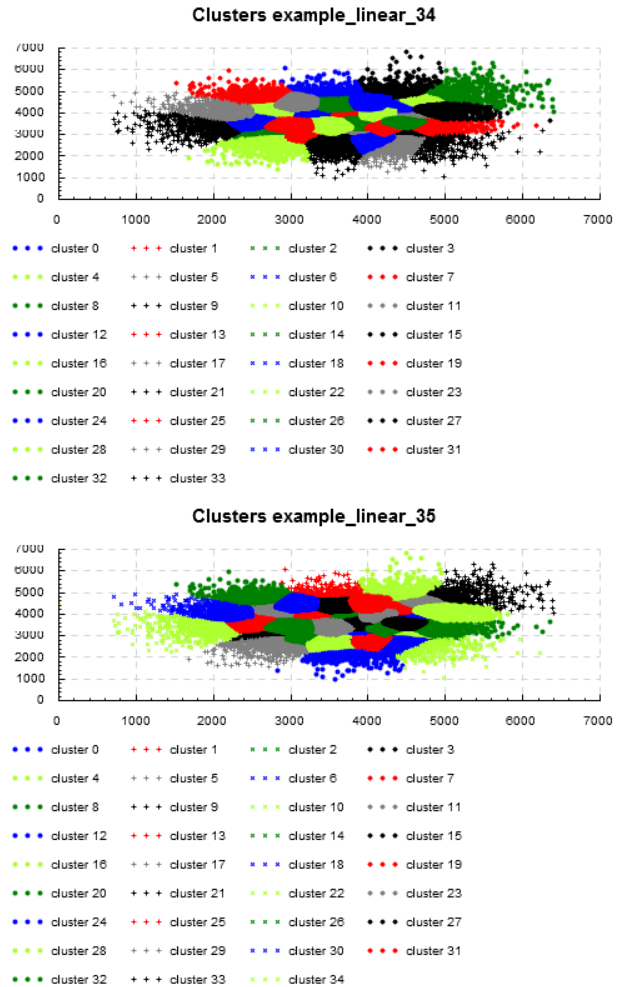 Clusters example_linear_34
7000
6000
5000
4000
3000
2000
1000
0
0 1000 2000 3000 4000 5000 6000 7000
cluster 0 cluster 1 cluster 2 cluster 3
cluster 4 cluster 5 cluster 6 cluster 7
cluster 8 cluster 9 cluster 10 cluster 11
cluster 12 cluster 13 cluster 14 cluster 15
cluster 16 cluster 17 cluster 18 cluster 19
cluster 20 cluster 21 cluster 22 cluster 23
cluster 24 cluster 25 cluster 26 cluster 27
cluster 28 cluster 29 cluster 30 cluster 31
cluster 32 cluster 33
Clusters example_linear_35
7000
6000
5000
4000
3000
2000
1000
0
0 1000 2000 3000 4000 5000 6000 7000
cluster 0 cluster 1 cluster 2 cluster 3
cluster 4 cluster 5 cluster 6 cluster 7
cluster 8 cluster 9 cluster 10 cluster 11
cluster 12 cluster 13 cluster 14 cluster 15
cluster 16 cluster 17 cluster 18 cluster 19
cluster 20 cluster 21 cluster 22 cluster 23
cluster 24 cluster 25 cluster 26 cluster 27
cluster 28 cluster 29 cluster 30 cluster 31
cluster 32 cluster 33 cluster 34